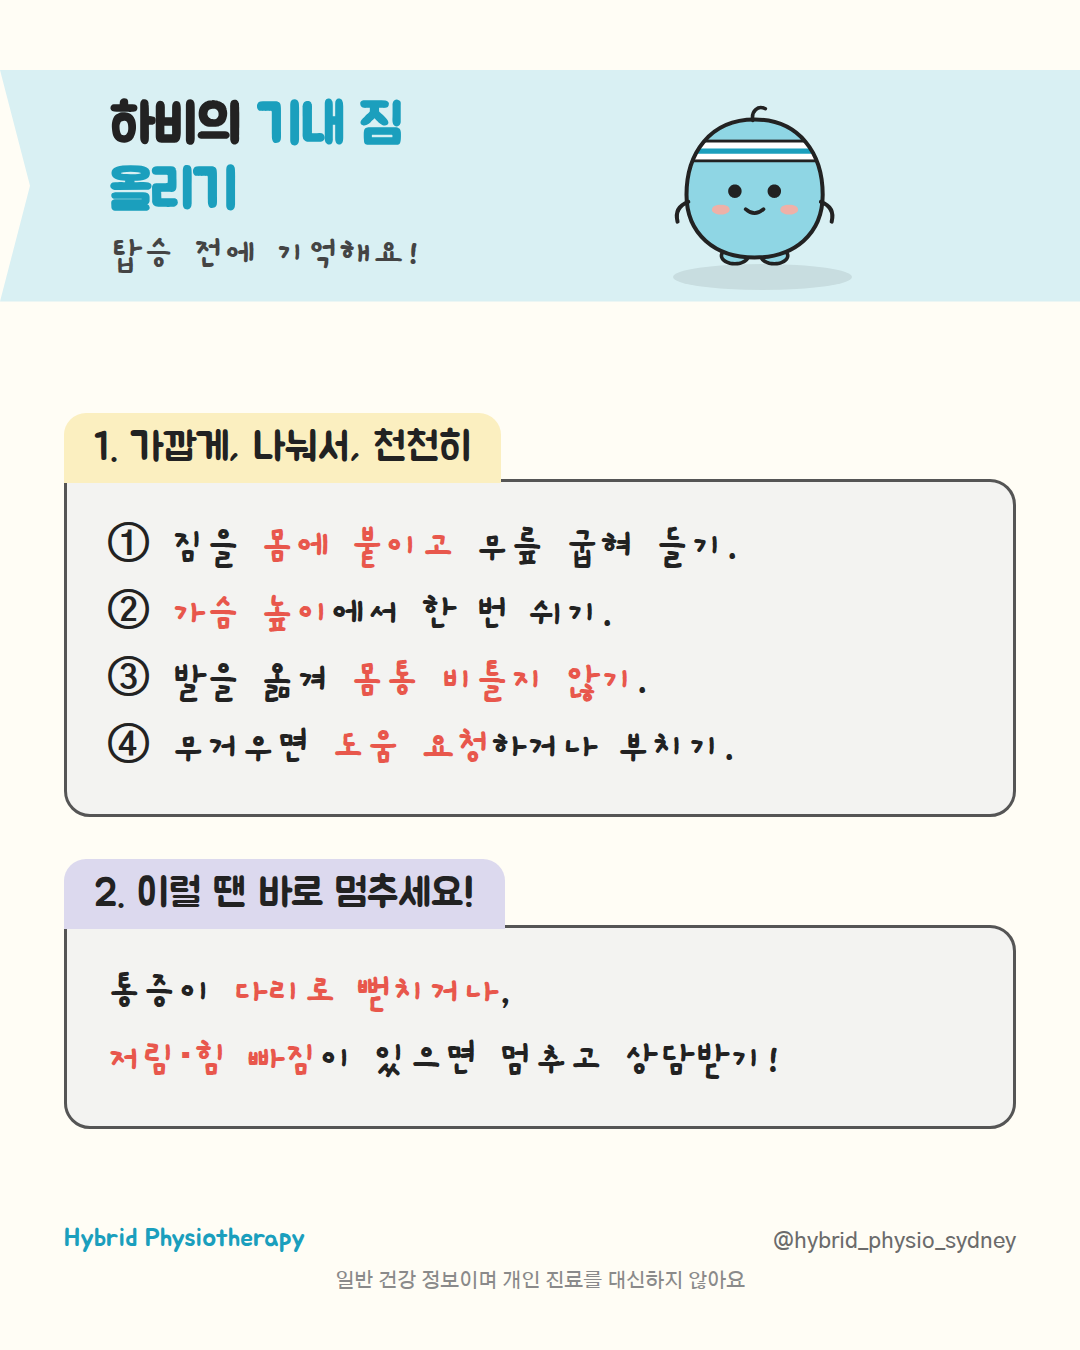 하비의 기내 짐
올리기
탑승 전에 기억해요!
1. 가깝게, 나눠서, 천천히
① 짐을 몸에 붙이고 무릎 굽혀 들기.
② 가슴 높이에서 한 번 쉬기.
③ 발을 옮겨 몸통 비틀지 않기.
④ 무거우면 도움 요청하거나 부치기.
2. 이럴 땐 바로 멈추세요!
통증이 다리로 뻗치거나,
저림·힘 빠짐이 있으면 멈추고 상담받기!
Hybrid Physiotherapy
@hybrid_physio_sydney
일반 건강 정보이며 개인 진료를 대신하지 않아요